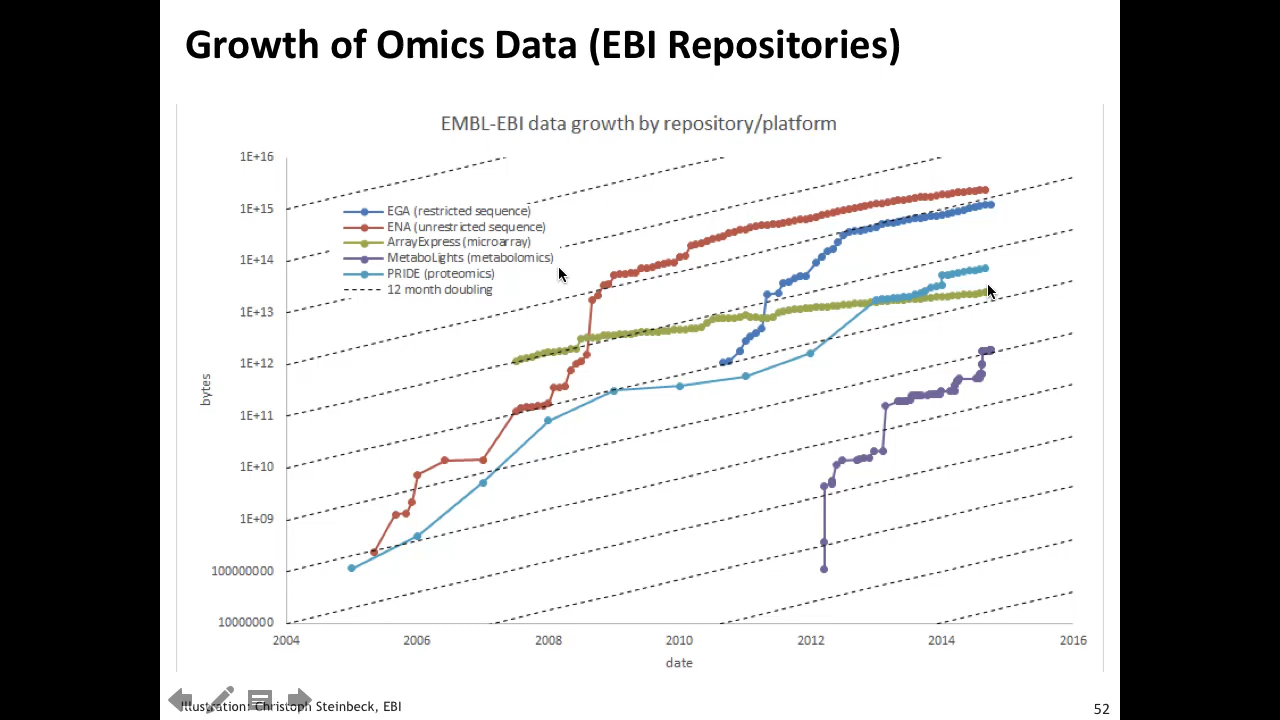 Growth of Omics Data (EBI Repositories)
EMBL-EBI data growth by repository/platform
1E+16
1E+15
1E+14
1E+13
1E+12
1E+11
1E+10
1E+09
100000000
10000000
bytes
EGA (restricted sequence)
ENA (unrestricted sequence)
ArrayExpress (microarray)
MetaboLights (metabolomics)
PRIDE (proteomics)
12 month doubling
2004 2006 2008 2010 2012 2014 2016
date
Illustration: Christoph Steinbeck, EBI
52